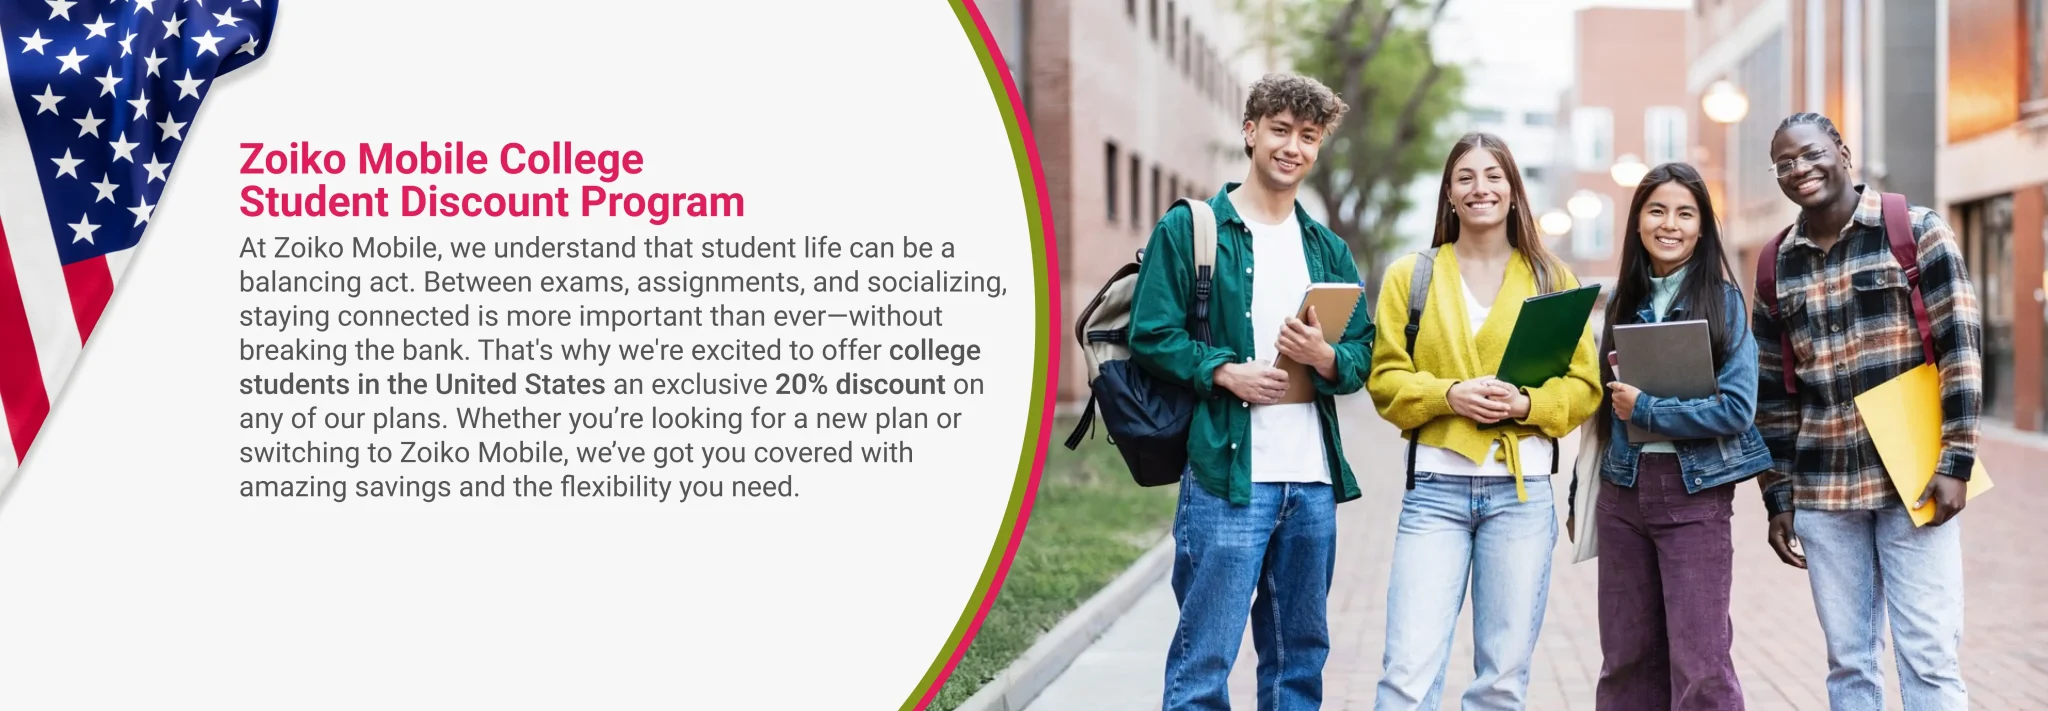 Zoiko Mobile College
Student Discount Program
At Zoiko Mobile, we understand that student life can be a
balancing act. Between exams, assignments, and socializing,
staying connected is more important than ever—without
breaking the bank. That's why we're excited to offer college
students in the United States an exclusive 20% discount on
any of our plans. Whether you’re looking for a new plan or
switching to Zoiko Mobile, we’ve got you covered with
amazing savings and the flexibility you need.